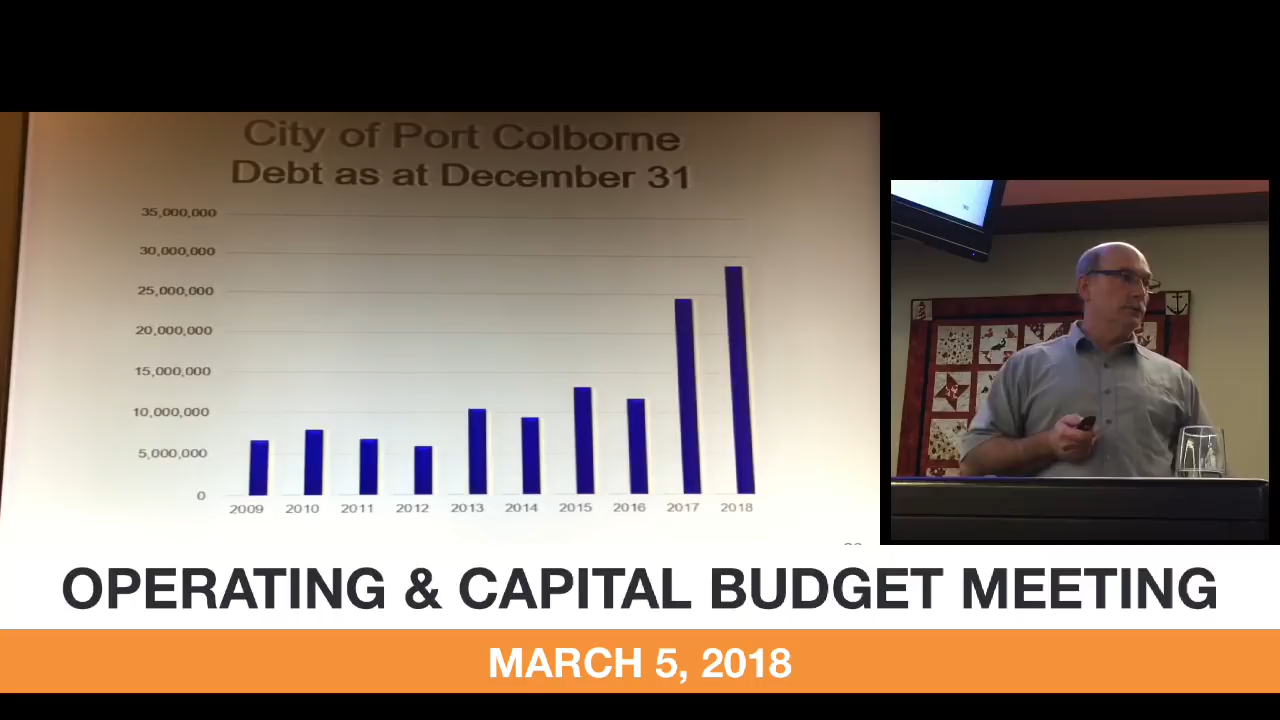 City of Port Colborne
Debt as at December 31
35,000,000
30,000,000
25,000,000
20,000,000
15,000,000
10,000,000
5,000,000
0
2009 2010 2011 2012 2013 2014 2015 2016 2017 2018
OPERATING & CAPITAL BUDGET MEETING
MARCH 5, 2018